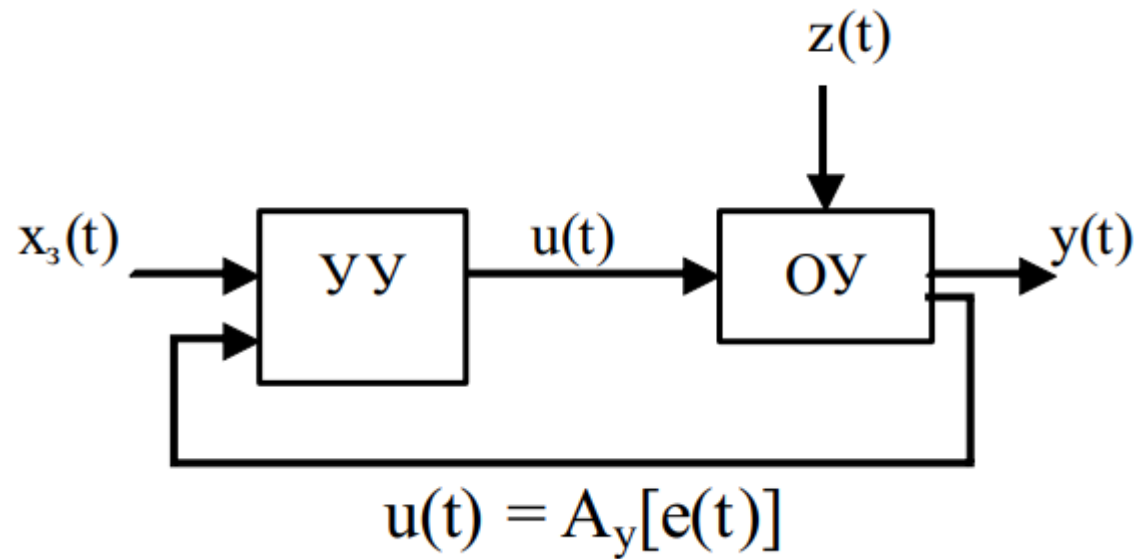 z(t)
x₃(t)
УУ
u(t)
ОУ
y(t)
u(t) = Aᵧ[e(t)]